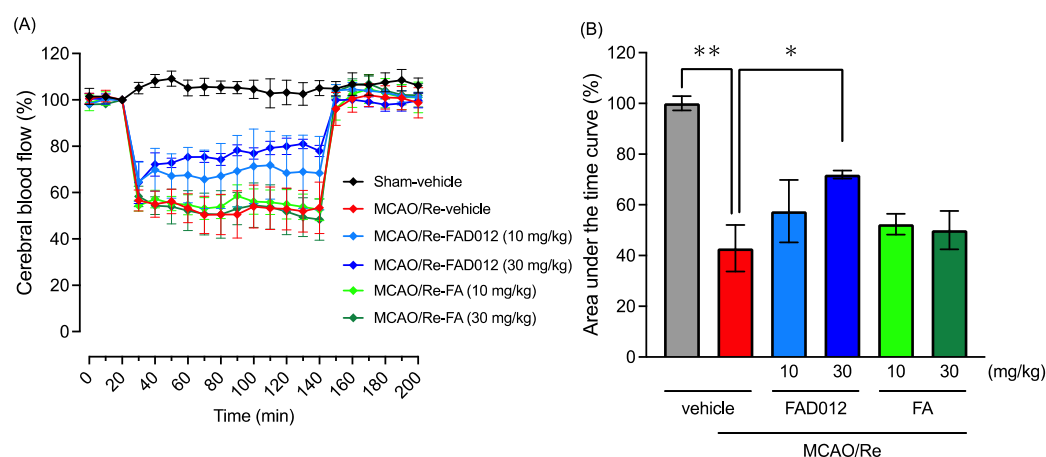 (A)
120
100
80
60
40
20
0
Cerebral blood flow (%)
Sham-vehicle
MCAO/Re-vehicle
MCAO/Re-FAD012 (10 mg/kg)
MCAO/Re-FAD012 (30 mg/kg)
MCAO/Re-FA (10 mg/kg)
MCAO/Re-FA (30 mg/kg)
0 20 40 60 80 100 120 140 160 180 200
Time (min)
(B)
** *
120
100
80
60
40
20
0
Area under the time curve (%)
10 30 10 30 (mg/kg)
vehicle FAD012 FA
MCAO/Re